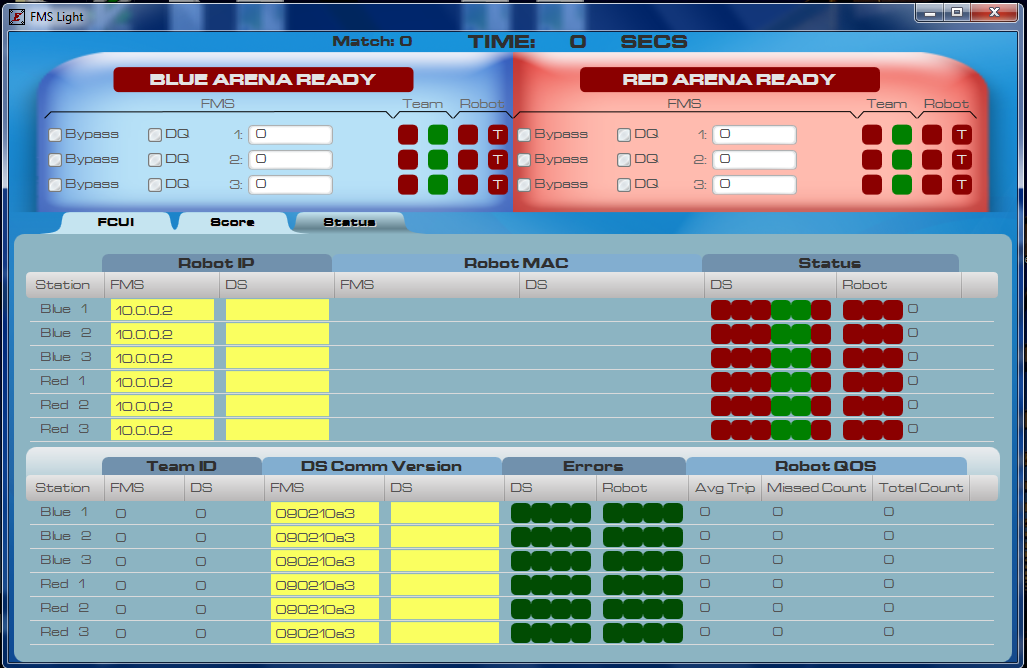 FMS Light
Match: 0 TIME: 0 SECS
BLUE ARENA READY RED ARENA READY
FMS Team Robot FMS Team Robot
Bypass DQ 1: 0 T Bypass DQ 1: 0 T
Bypass DQ 2: 0 T Bypass DQ 2: 0 T
Bypass DQ 3: 0 T Bypass DQ 3: 0 T
FCUI Score Status
Robot IP Robot MAC Status
Station FMS DS FMS DS DS Robot
Blue 1 10.0.0.2 0
Blue 2 10.0.0.2 0
Blue 3 10.0.0.2 0
Red 1 10.0.0.2 0
Red 2 10.0.0.2 0
Red 3 10.0.0.2 0
Team ID DS Comm Version Errors Robot QOS
Station FMS DS FMS DS DS Robot Avg Trip Missed Count Total Count
Blue 1 0 0 090210a3 0 0 0
Blue 2 0 0 090210a3 0 0 0
Blue 3 0 0 090210a3 0 0 0
Red 1 0 0 090210a3 0 0 0
Red 2 0 0 090210a3 0 0 0
Red 3 0 0 090210a3 0 0 0